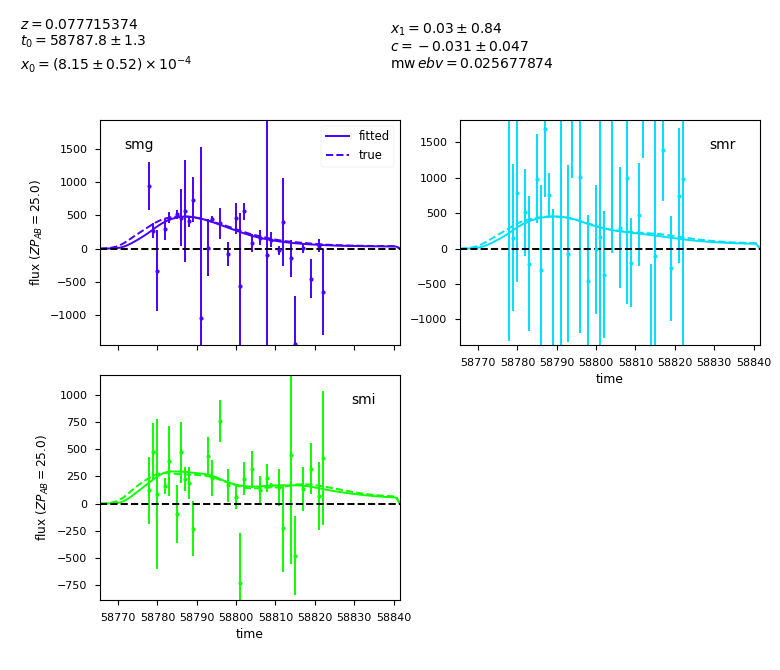 z = 0.077715374
t₀ = 58787.8 ± 1.3
x₀ = (8.15 ± 0.52) × 10⁻⁴
x₁ = 0.03 ± 0.84
c = −0.031 ± 0.047
mw ebv = 0.025677874
smg
fitted
true
1500
1000
500
0
−500
−1000
flux (ZP_AB = 25.0)
smr
1500
1000
500
0
−500
−1000
58770 58780 58790 58800 58810 58820 58830 58840
time
smi
1000
750
500
250
0
−250
−500
−750
flux (ZP_AB = 25.0)
58770 58780 58790 58800 58810 58820 58830 58840
time